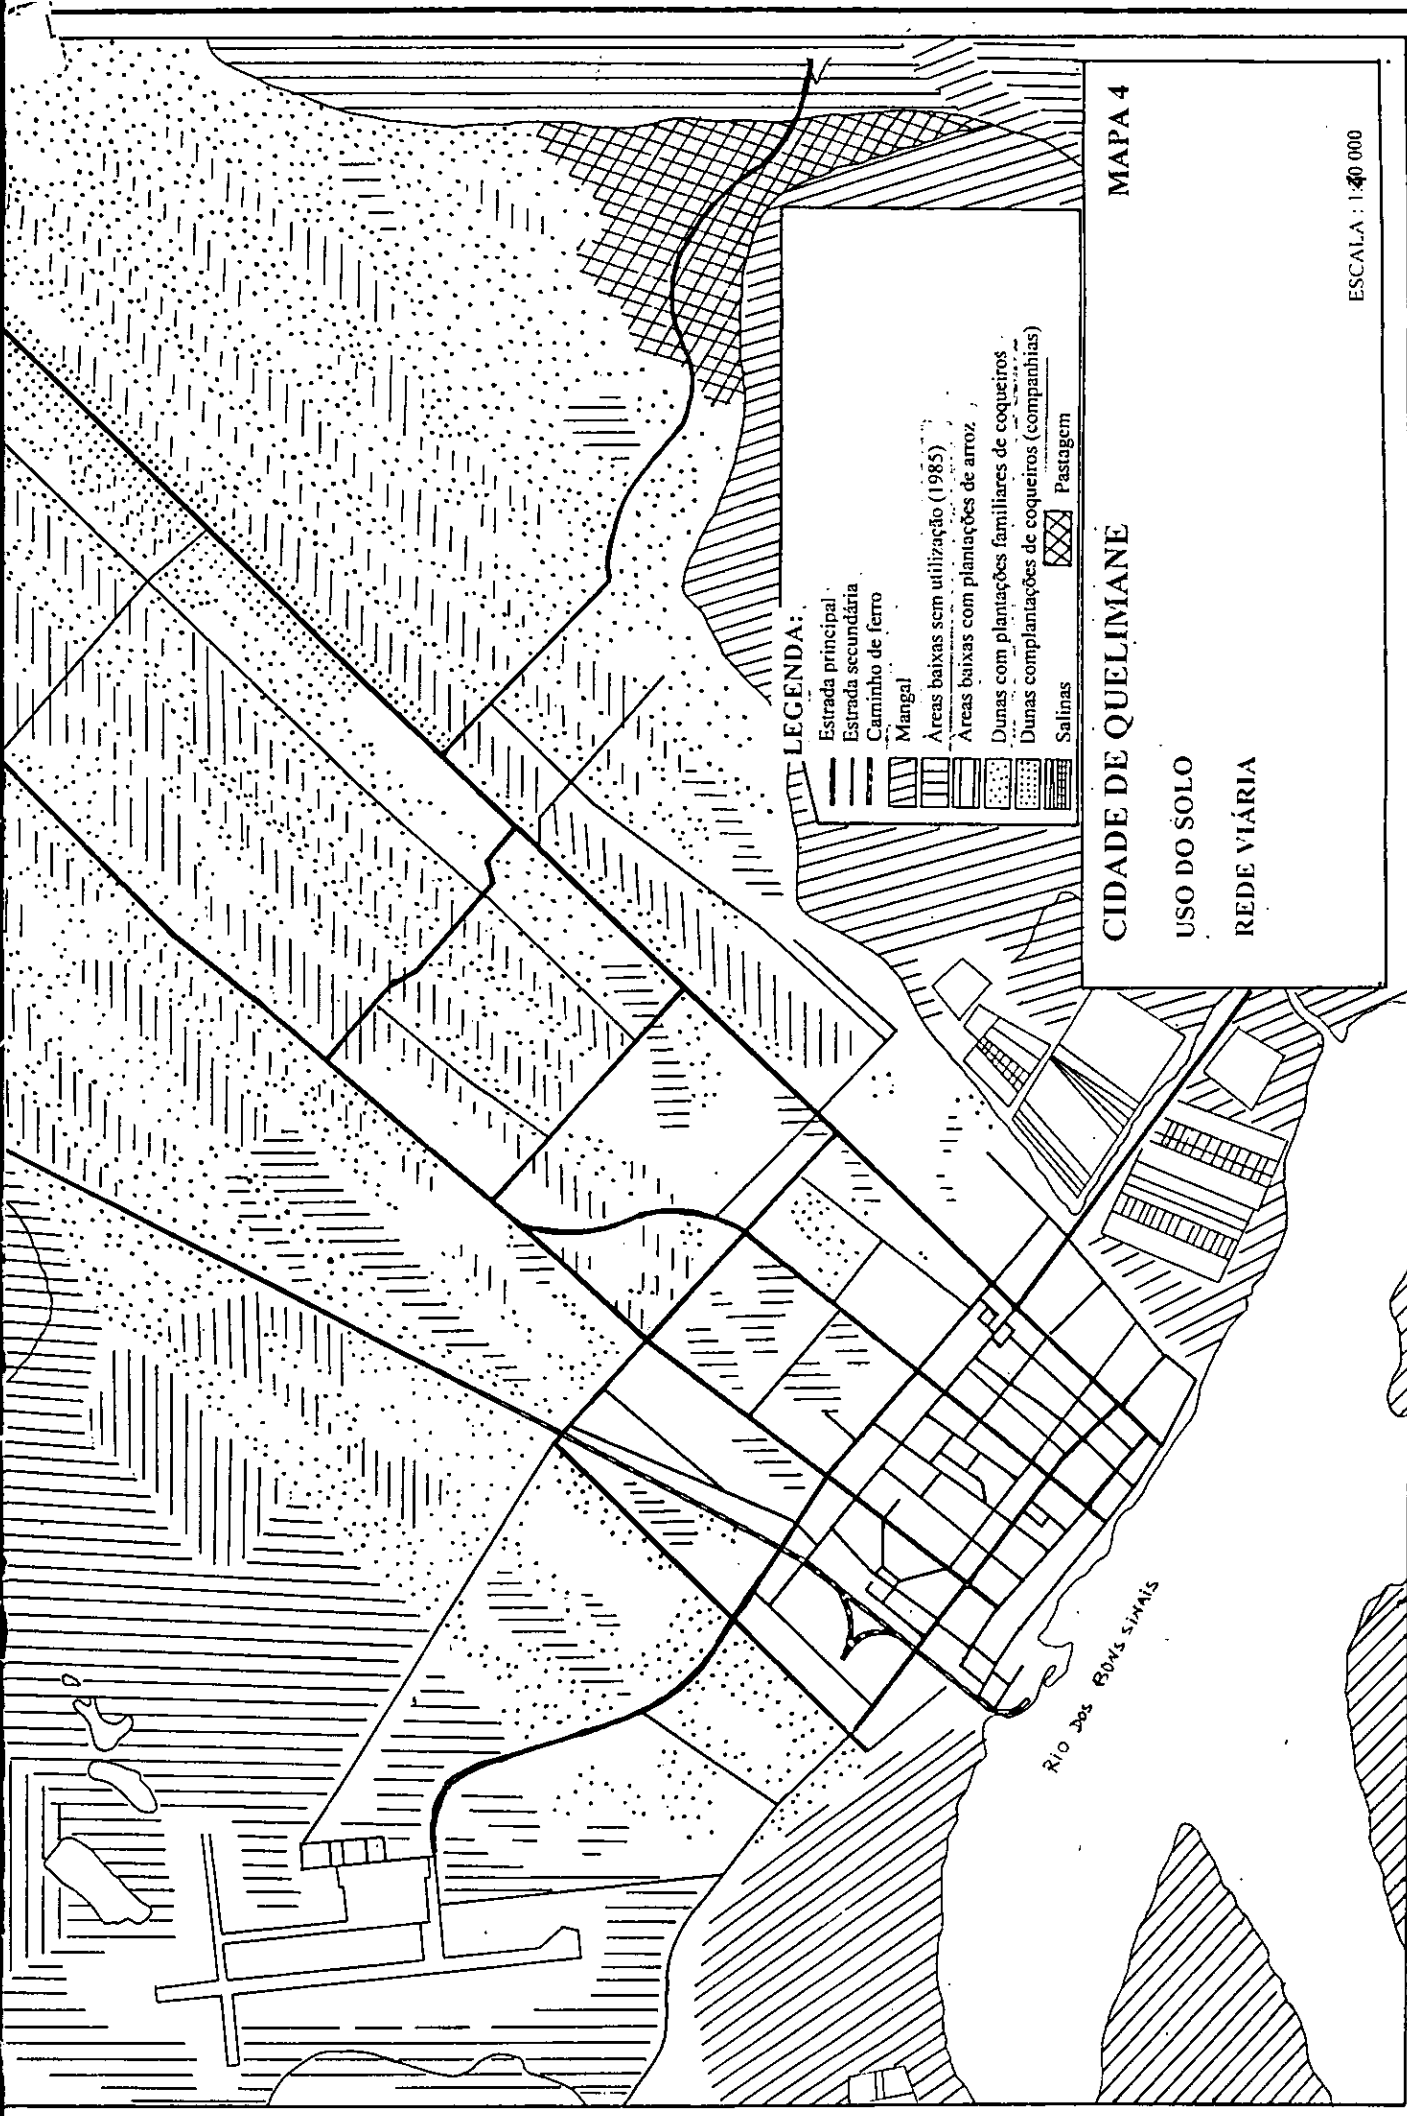 LEGENDA:
Estrada principal
Estrada secundária
Caminho de ferro
Mangal
Áreas baixas sem utilização (1985)
Areas baixas com plantações de arroz
Dunas com plantações familiares de coqueiros
Dunas complantações de coqueiros (companhias)
Salinas
Pastagem
CIDADE DE QUELIMANE
MAPA 4
USO DO SOLO
REDE VIÁRIA
ESCALA : 1:40 000
RIO DOS BONS SINAIS